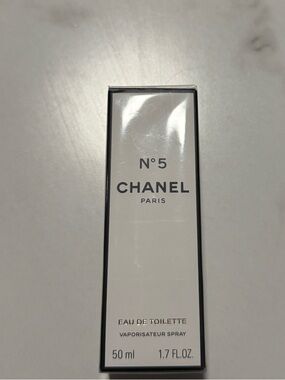 N°5
CHANEL
PARIS
EAU DE TOILETTE
VAPORISATEUR SPRAY
50 ml 1.7 FL.OZ.